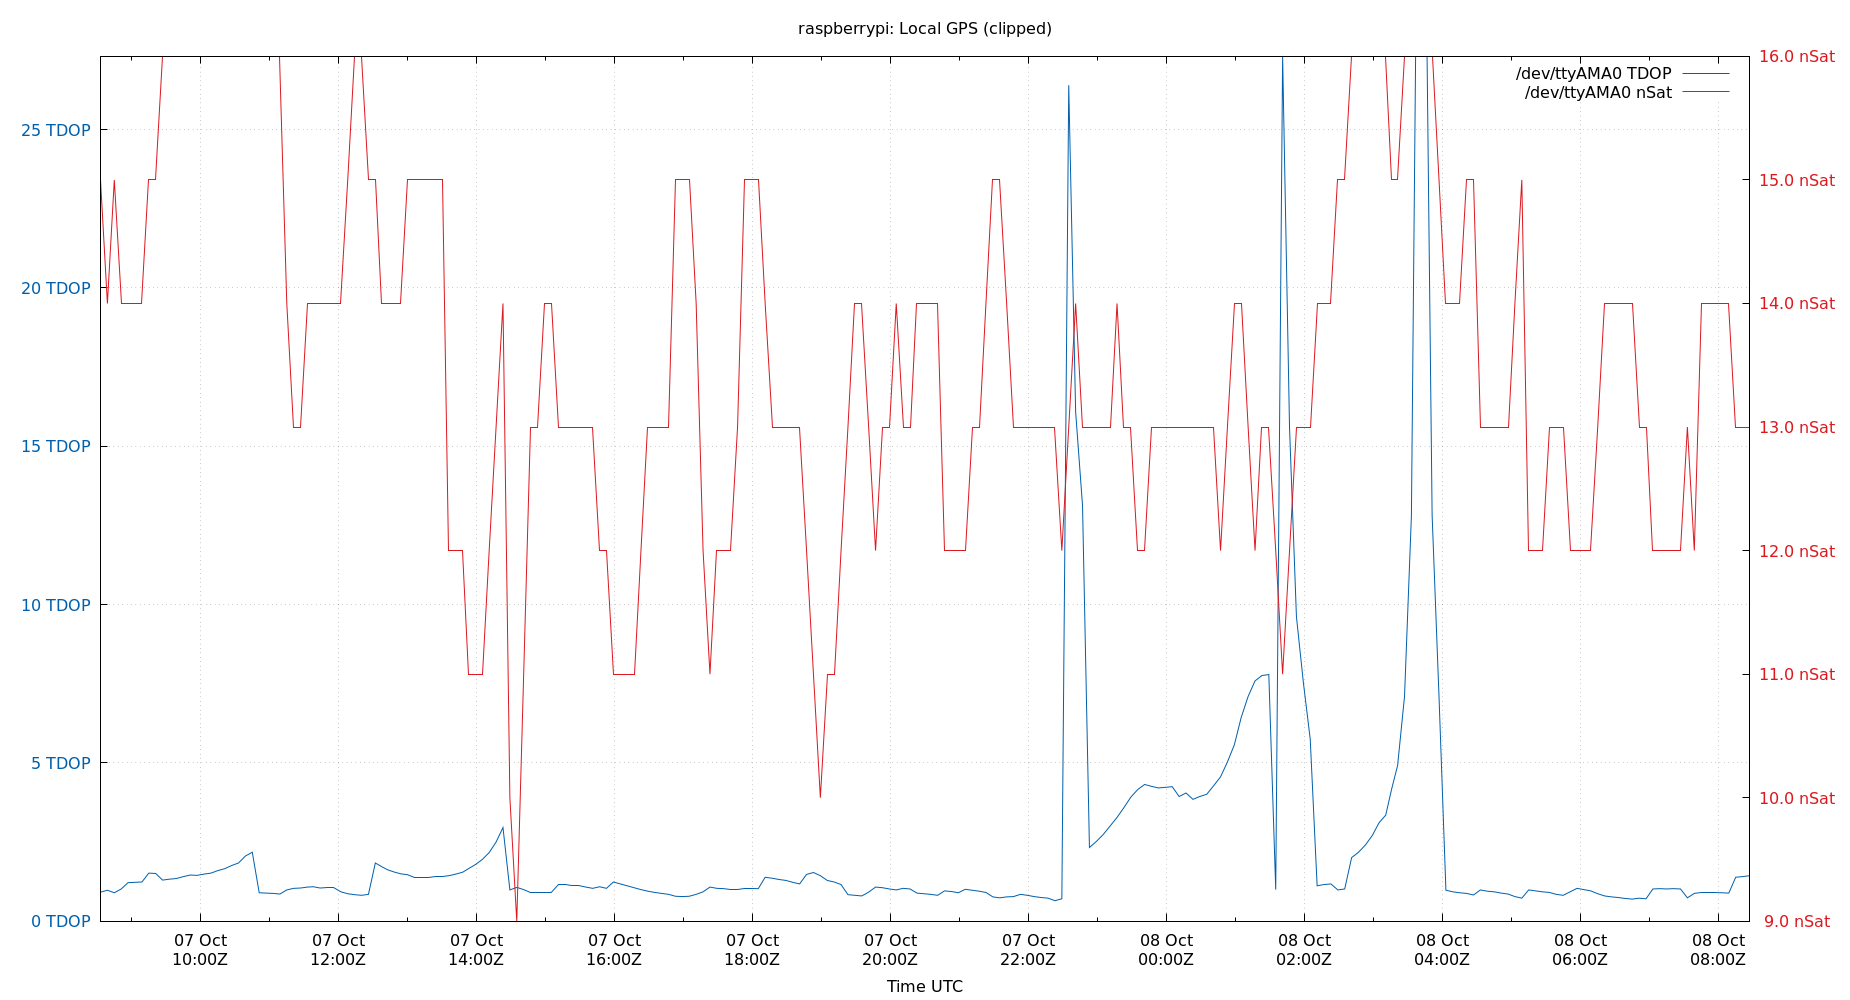 raspberrypi: Local GPS (clipped)
/dev/ttyAMA0 TDOP
/dev/ttyAMA0 nSat
25 TDOP
20 TDOP
15 TDOP
10 TDOP
5 TDOP
0 TDOP
16.0 nSat
15.0 nSat
14.0 nSat
13.0 nSat
12.0 nSat
11.0 nSat
10.0 nSat
9.0 nSat
07 Oct 07 Oct 07 Oct 07 Oct 07 Oct 07 Oct 07 Oct 08 Oct 08 Oct 08 Oct 08 Oct 08 Oct
10:00Z 12:00Z 14:00Z 16:00Z 18:00Z 20:00Z 22:00Z 00:00Z 02:00Z 04:00Z 06:00Z 08:00Z
Time UTC